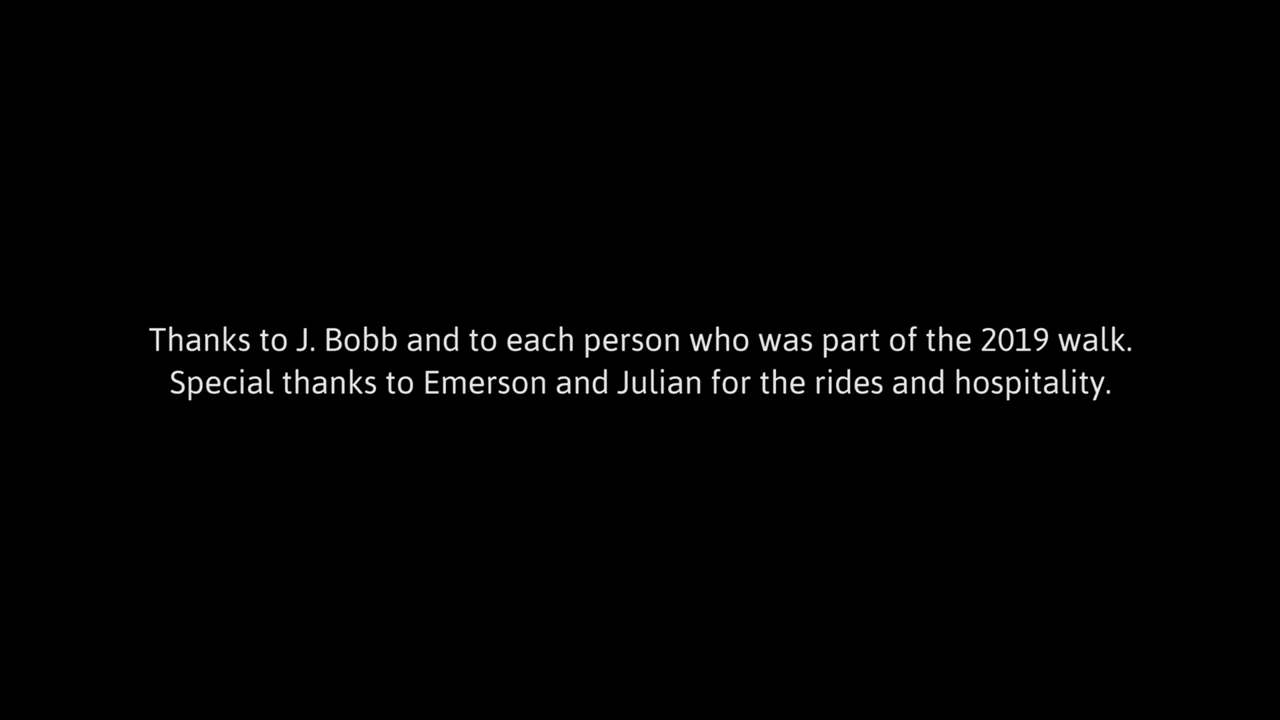 Thanks to J. Bobb and to each person who was part of the 2019 walk.
Special thanks to Emerson and Julian for the rides and hospitality.